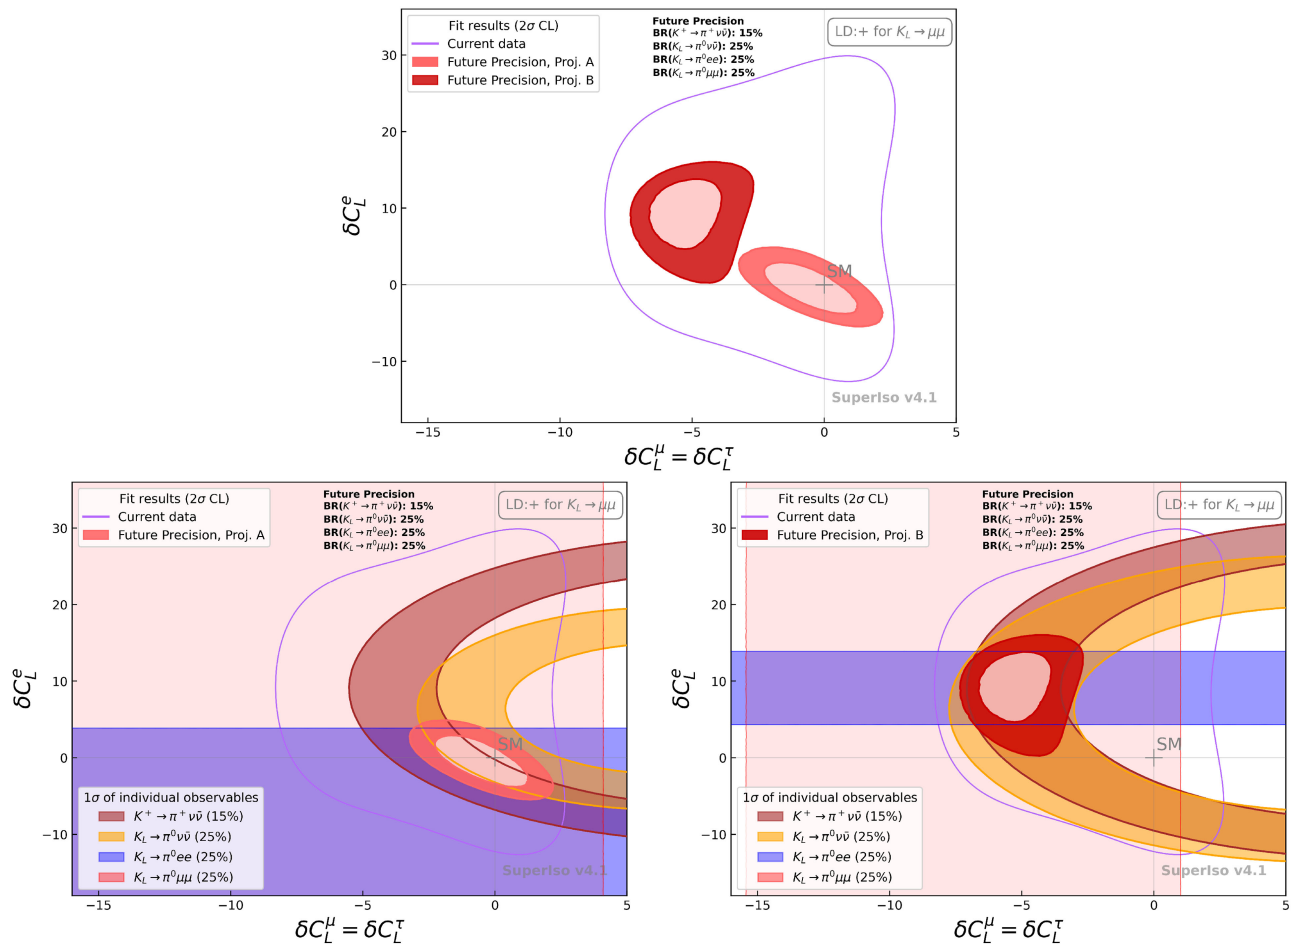 Fit results (2σ CL)
Current data
Future Precision, Proj. A
Future Precision, Proj. B
Future Precision
BR(K⁺ → π⁺νν̄): 15%
BR(K_L → π⁰νν̄): 25%
BR(K_L → π⁰ee): 25%
BR(K_L → π⁰μμ): 25%
LD:+ for K_L → μμ
30
20
10
0
−10
δC_L^e
SM
SuperIso v4.1
−15 −10 −5 0 5
δC_L^μ = δC_L^τ
Fit results (2σ CL)
Current data
Future Precision, Proj. A
Future Precision
BR(K⁺ → π⁺νν̄): 15%
BR(K_L → π⁰νν̄): 25%
BR(K_L → π⁰ee): 25%
BR(K_L → π⁰μμ): 25%
LD:+ for K_L → μμ
30
20
10
0
−10
δC_L^e
SM
1σ of individual observables
K⁺ → π⁺νν̄ (15%)
K_L → π⁰νν̄ (25%)
K_L → π⁰ee (25%)
K_L → π⁰μμ (25%)
SuperIso v4.1
−15 −10 −5 0 5
δC_L^μ = δC_L^τ
Fit results (2σ CL)
Current data
Future Precision, Proj. B
Future Precision
BR(K⁺ → π⁺νν̄): 15%
BR(K_L → π⁰νν̄): 25%
BR(K_L → π⁰ee): 25%
BR(K_L → π⁰μμ): 25%
LD:+ for K_L → μμ
30
20
10
0
−10
δC_L^e
SM
1σ of individual observables
K⁺ → π⁺νν̄ (15%)
K_L → π⁰νν̄ (25%)
K_L → π⁰ee (25%)
K_L → π⁰μμ (25%)
SuperIso v4.1
−15 −10 −5 0 5
δC_L^μ = δC_L^τ